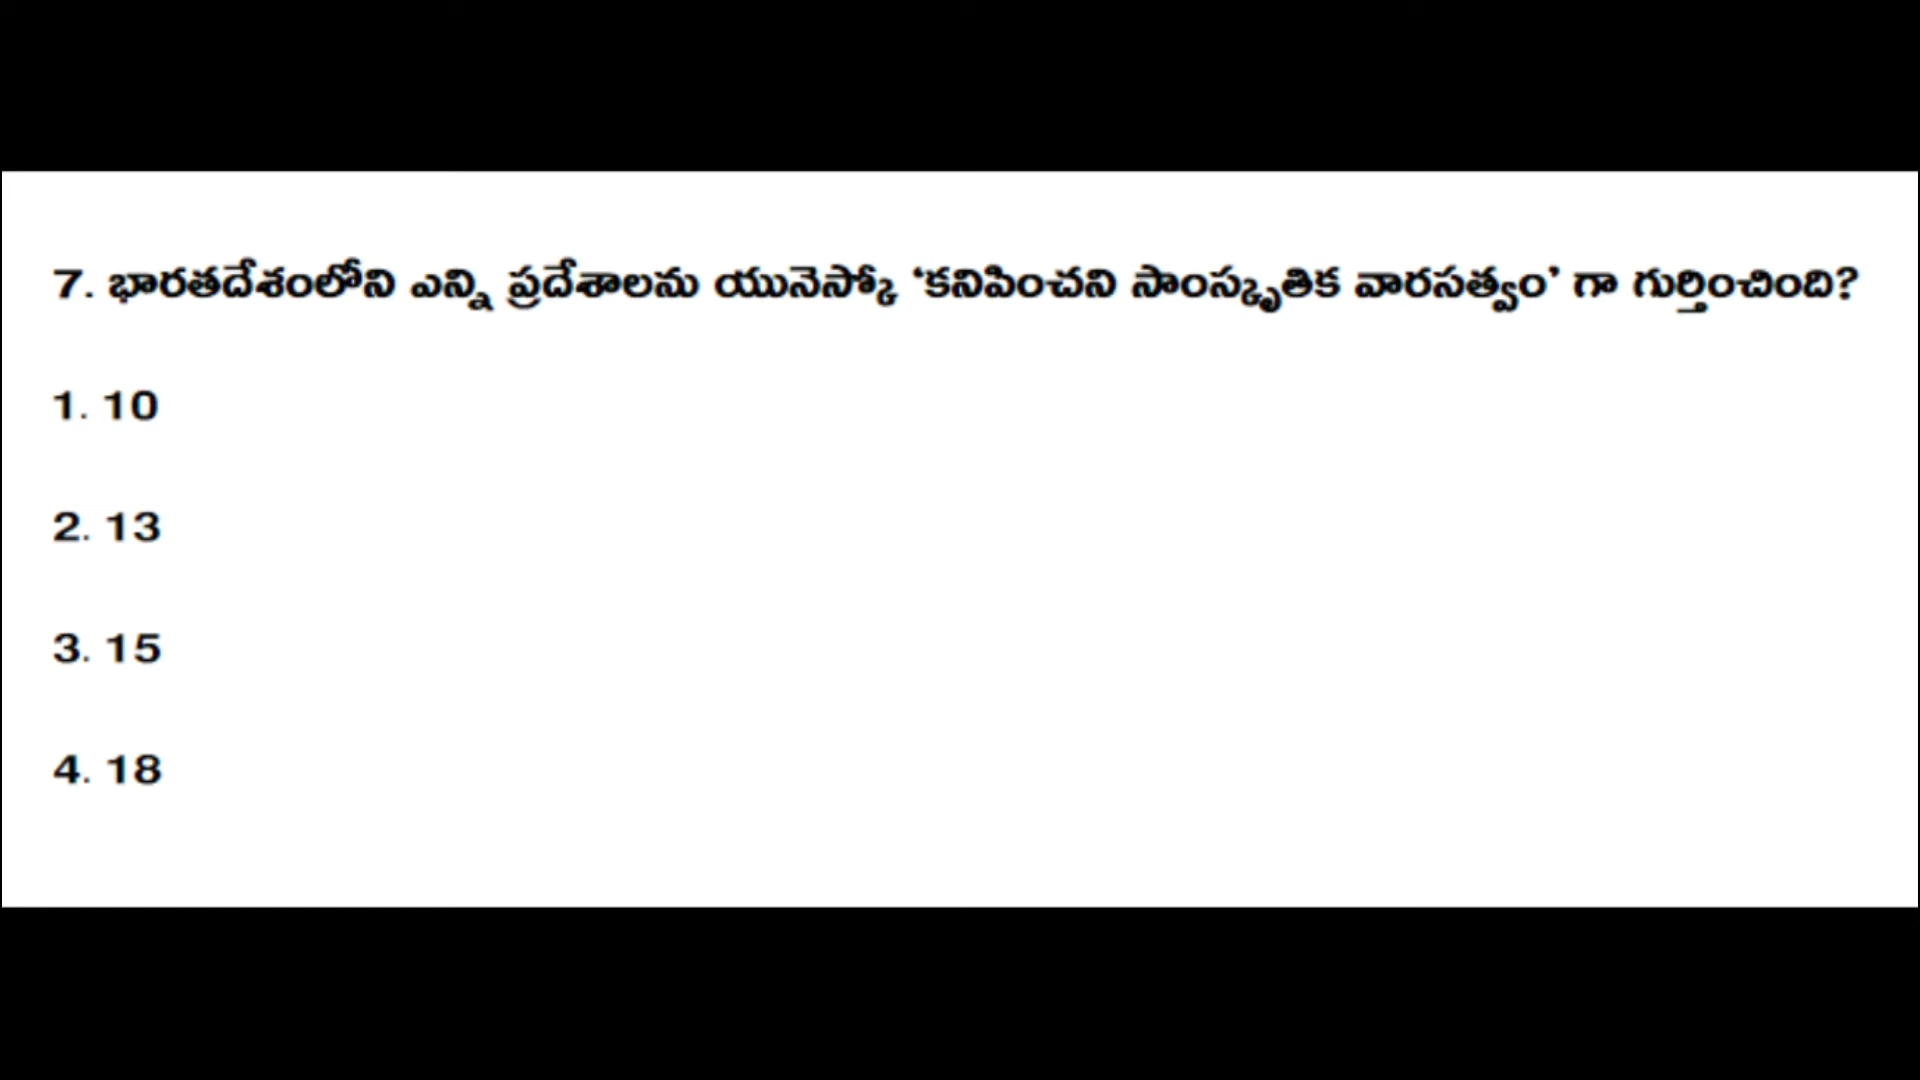 7. భారతదేశంలోని ఎన్ని ప్రదేశాలను యునెస్కో ‘కనిపించని సాంస్కృతిక వారసత్వం’ గా గుర్తించింది?
1. 10
2. 13
3. 15
4. 18